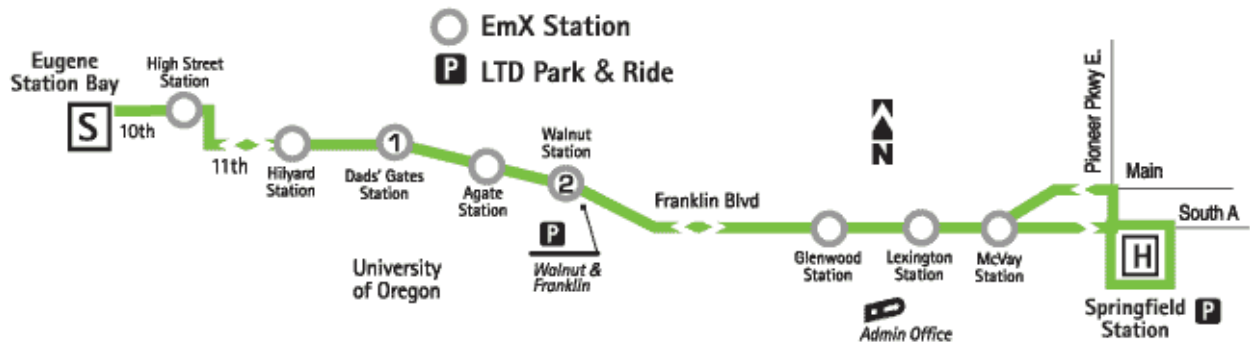 EmX Station
P LTD Park & Ride
Eugene
Station Bay
S
High Street
Station
10th
11th
Hilyard
Station
1
Dads' Gates
Station
Agate
Station
Walnut
Station
2
P
Walnut &
Franklin
University
of Oregon
Franklin Blvd
N
Glenwood
Station
Lexington
Station
McVay
Station
Admin Office
Pioneer Pkwy E.
Main
South A
H
Springfield
Station
P